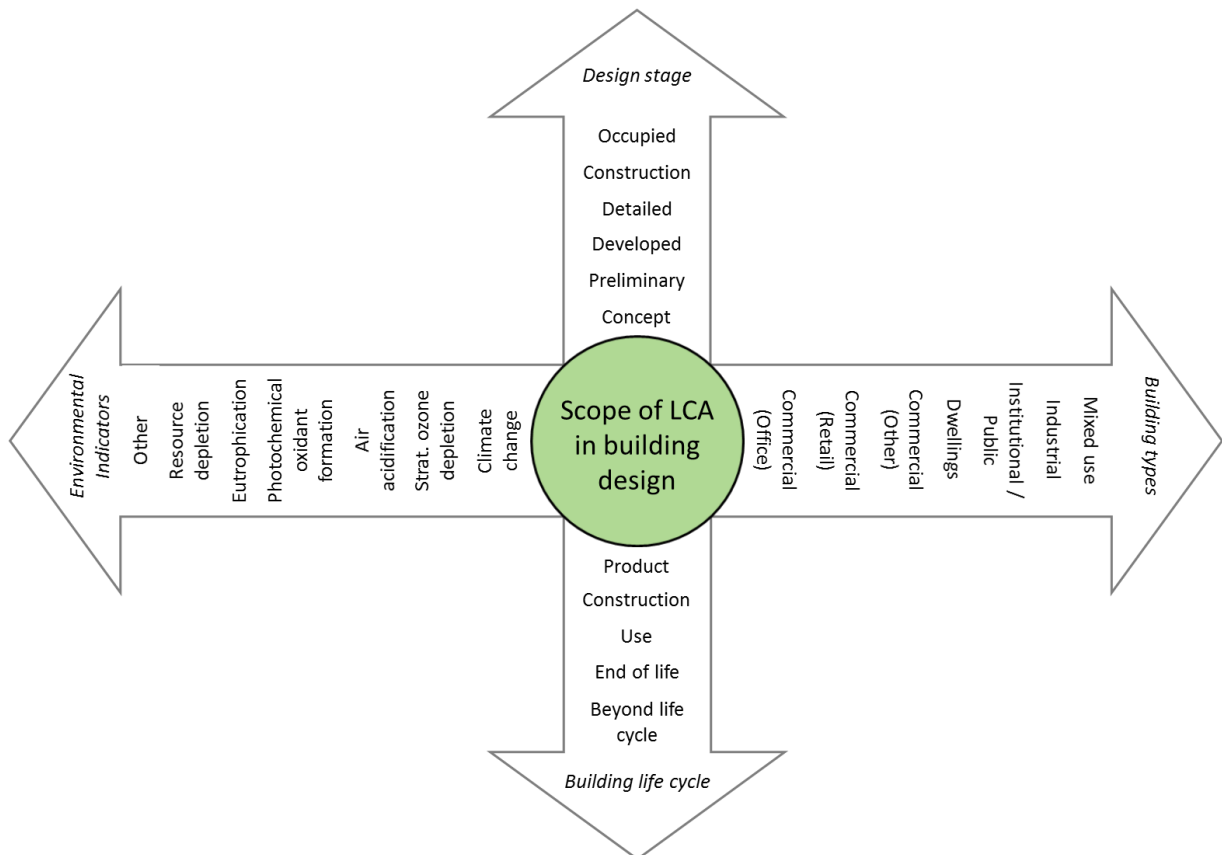 Design stage
Occupied
Construction
Detailed
Developed
Preliminary
Concept
Environmental
Indicators
Other
Resource
depletion
Eutrophication
Photochemical
oxidant
formation
Air
acidification
Strat. ozone
depletion
Climate
change
Scope of LCA
in building
design
Commercial
(Office)
Commercial
(Retail)
Commercial
(Other)
Dwellings
Institutional /
Public
Industrial
Mixed use
Building types
Product
Construction
Use
End of life
Beyond life
cycle
Building life cycle